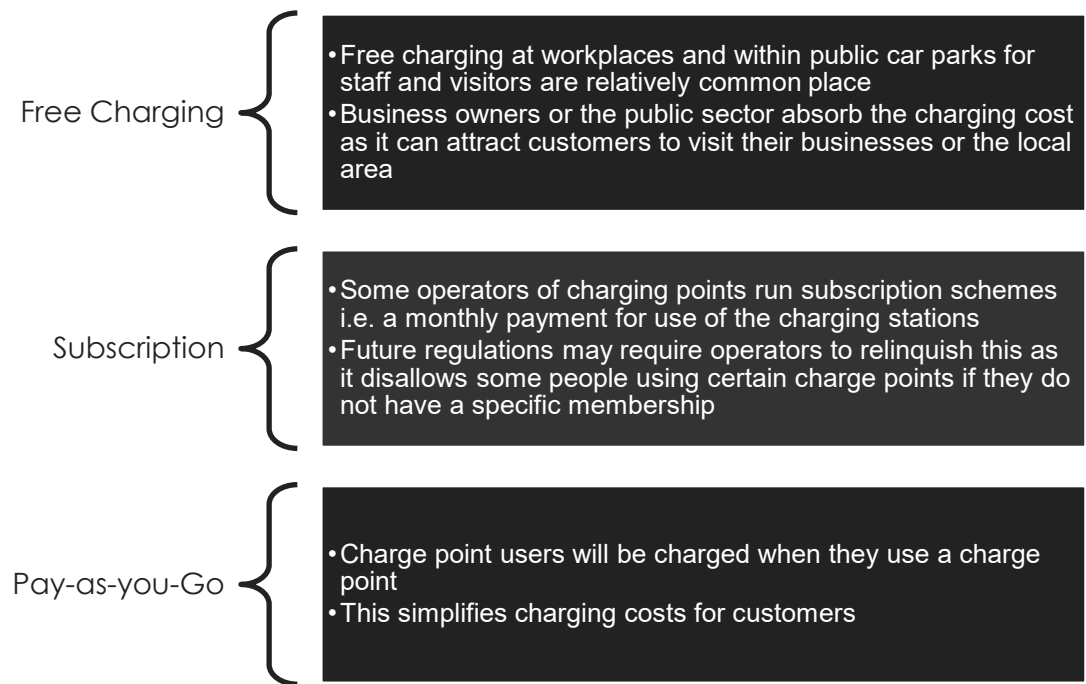 Free Charging
•Free charging at workplaces and within public car parks for
staff and visitors are relatively common place
•Business owners or the public sector absorb the charging cost
as it can attract customers to visit their businesses or the local
area
Subscription
•Some operators of charging points run subscription schemes
i.e. a monthly payment for use of the charging stations
•Future regulations may require operators to relinquish this as
it disallows some people using certain charge points if they do
not have a specific membership
Pay-as-you-Go
•Charge point users will be charged when they use a charge
point
•This simplifies charging costs for customers